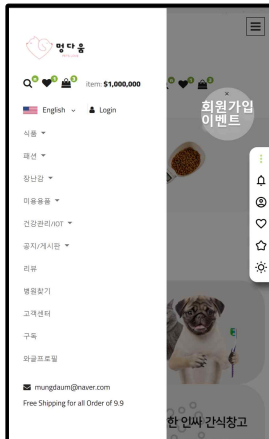 멍다움
item: $1,000,000
English
Login
식품
패션
장난감
미용용품
건강관리/IOT
공지/게시판
리뷰
병원찾기
고객센터
구독
와글프로필
mungdaum@naver.com
Free Shipping for all Order of 9.9
×
회원가입
이벤트
한 인싸 간식창고